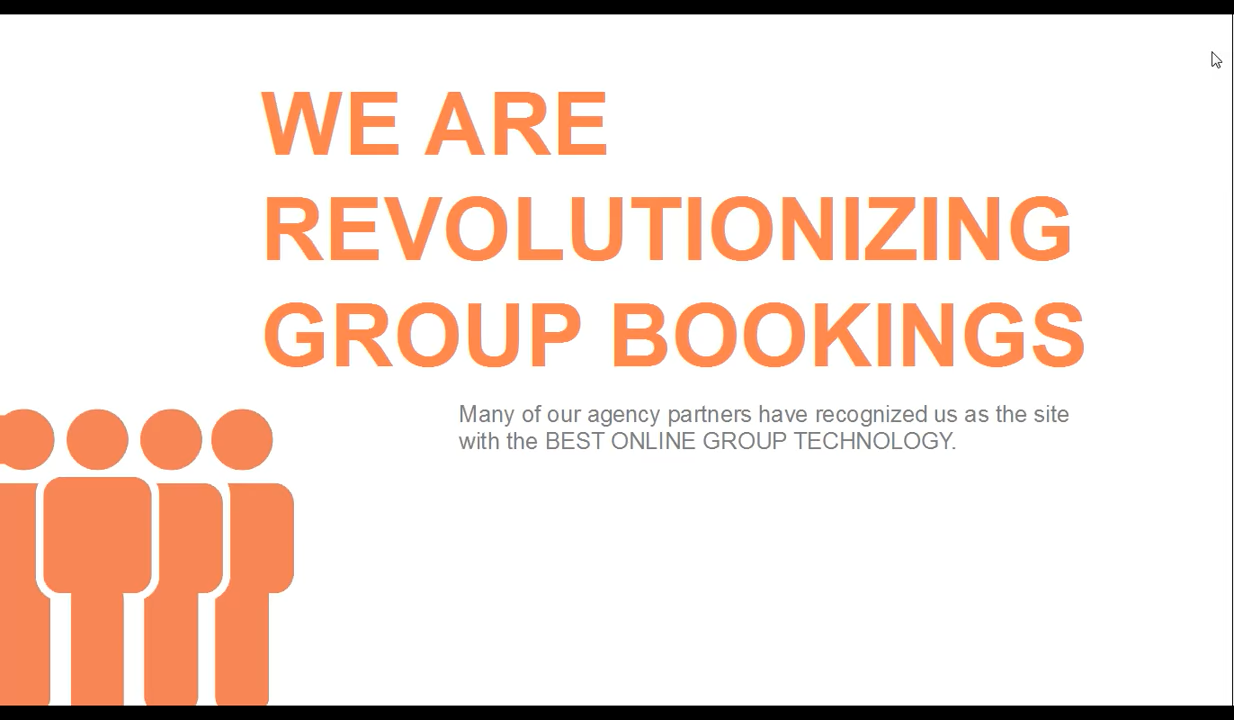 WE ARE
REVOLUTIONIZING
GROUP BOOKINGS
Many of our agency partners have recognized us as the site
with the BEST ONLINE GROUP TECHNOLOGY.